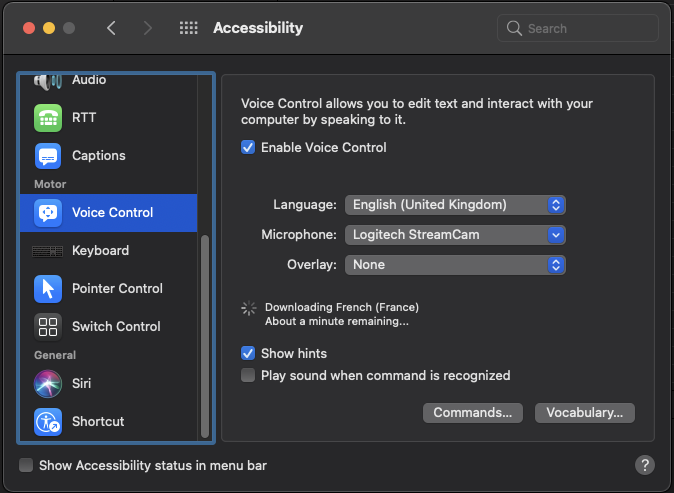 Accessibility
Search
Audio
RTT
Captions
Motor
Voice Control
Keyboard
Pointer Control
Switch Control
General
Siri
Shortcut
Voice Control allows you to edit text and interact with your
computer by speaking to it.
Enable Voice Control
Language: English (United Kingdom)
Microphone: Logitech StreamCam
Overlay: None
Downloading French (France)
About a minute remaining...
Show hints
Play sound when command is recognized
Commands... Vocabulary...
Show Accessibility status in menu bar
?